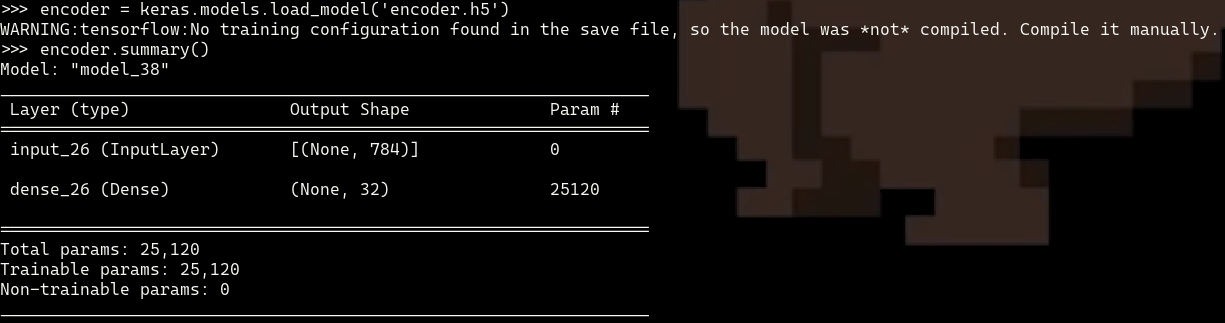 >>> encoder = keras.models.load_model('encoder.h5')
WARNING:tensorflow:No training configuration found in the save file, so the model was *not* compiled. Compile it manually.
>>> encoder.summary()
Model: "model_38"
Layer (type) Output Shape Param #
input_26 (InputLayer) [(None, 784)] 0
dense_26 (Dense) (None, 32) 25120
Total params: 25,120
Trainable params: 25,120
Non-trainable params: 0